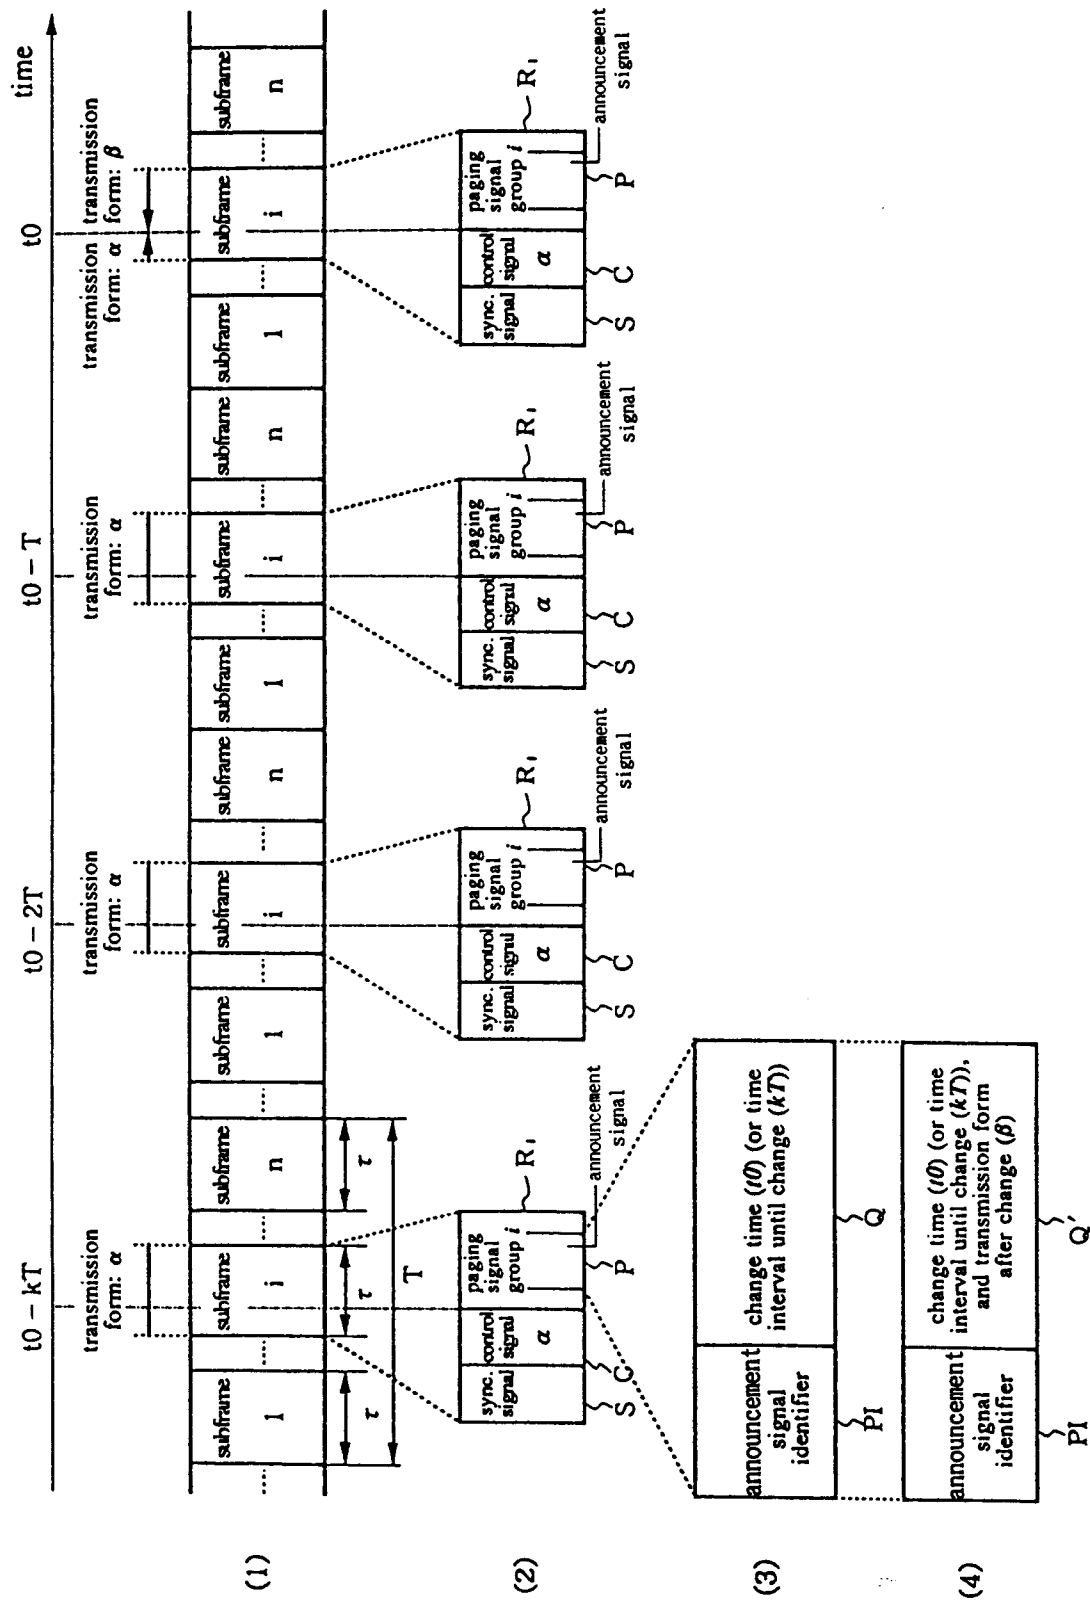 t0 - kT
t0 - 2T
t0 - T
t0
time
transmission
form: α
transmission
form: α
transmission
form: α
transmission
form: α
transmission
form: β
(1)
subframe
1
subframe
i
subframe
n
subframe
1
subframe
i
subframe
n
subframe
1
subframe
i
subframe
n
subframe
1
subframe
i
subframe
n
τ
τ
τ
T
(2)
sync.
signal
control
signal
α
paging
signal
group i
R1
announcement
signal
S
C
P
sync.
signal
control
signal
α
paging
signal
group i
R1
announcement
signal
S
C
P
sync.
signal
control
signal
α
paging
signal
group i
R1
announcement
signal
S
C
P
sync.
signal
control
signal
α
paging
signal
group i
R1
announcement
signal
S
C
P
(3)
announcement
signal
identifier
change time (t0) (or time
interval until change (kT))
PI
Q
(4)
announcement
signal
identifier
change time (t0) (or time
interval until change (kT)),
and transmission form
after change (β)
PI
Q′